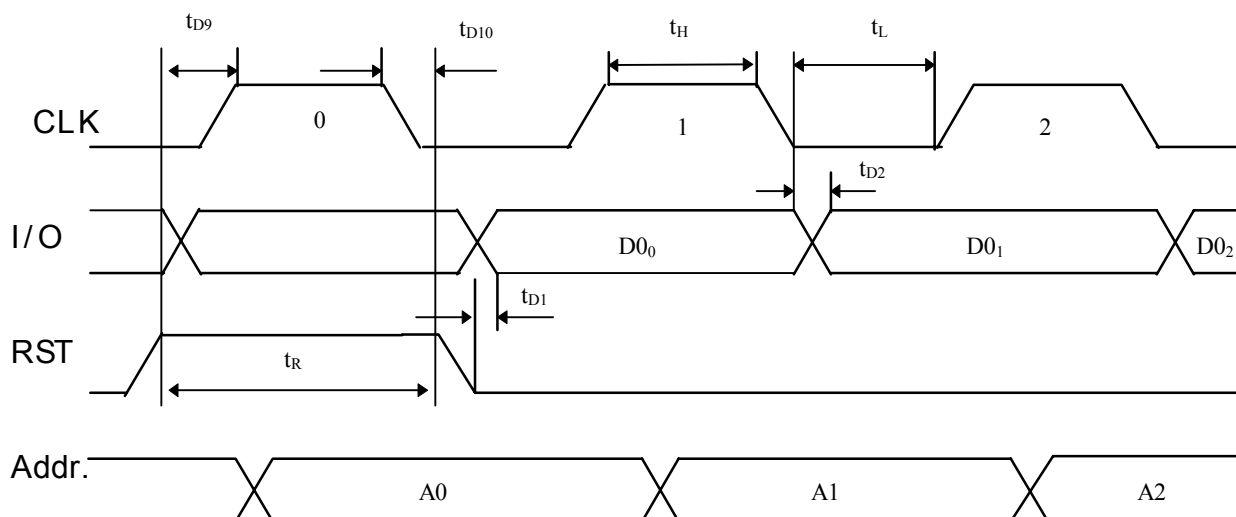 tD9 tD10 tH tL
CLK 0 1 2
tD2
I/O D0₀ D0₁ D0₂
tD1
RST
tR
Addr. A0 A1 A2